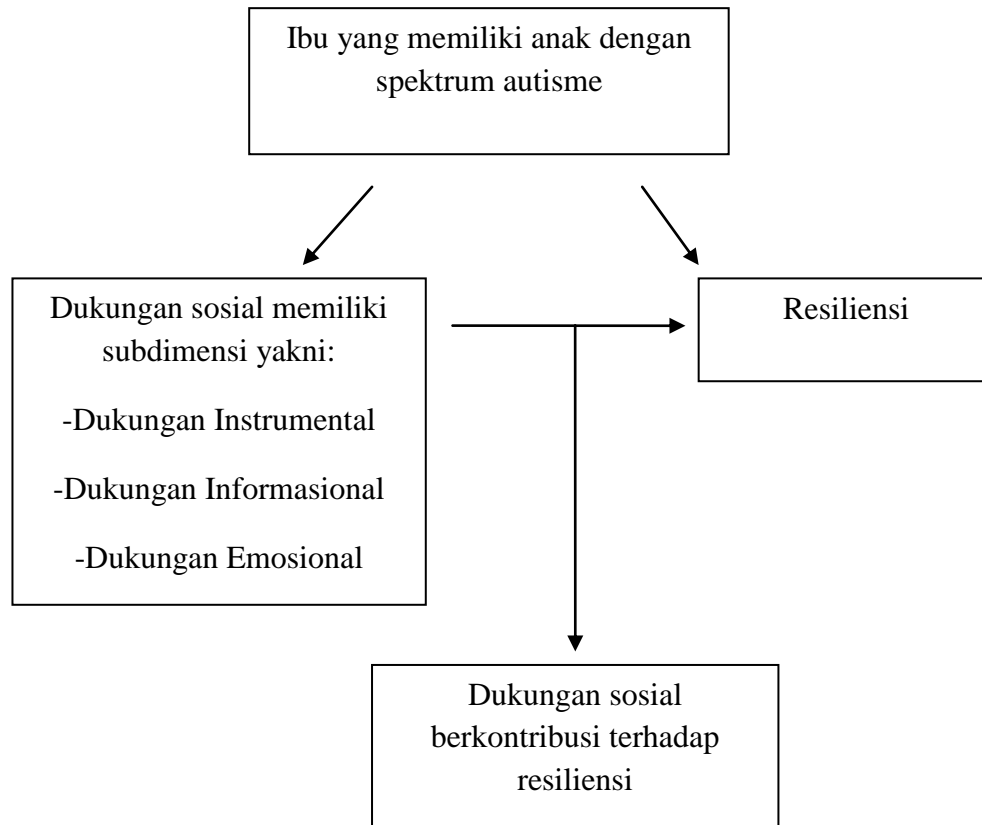 Ibu yang memiliki anak dengan
spektrum autisme
Dukungan sosial memiliki
subdimensi yakni:
-Dukungan Instrumental
-Dukungan Informasional
-Dukungan Emosional
Resiliensi
Dukungan sosial
berkontribusi terhadap
resiliensi